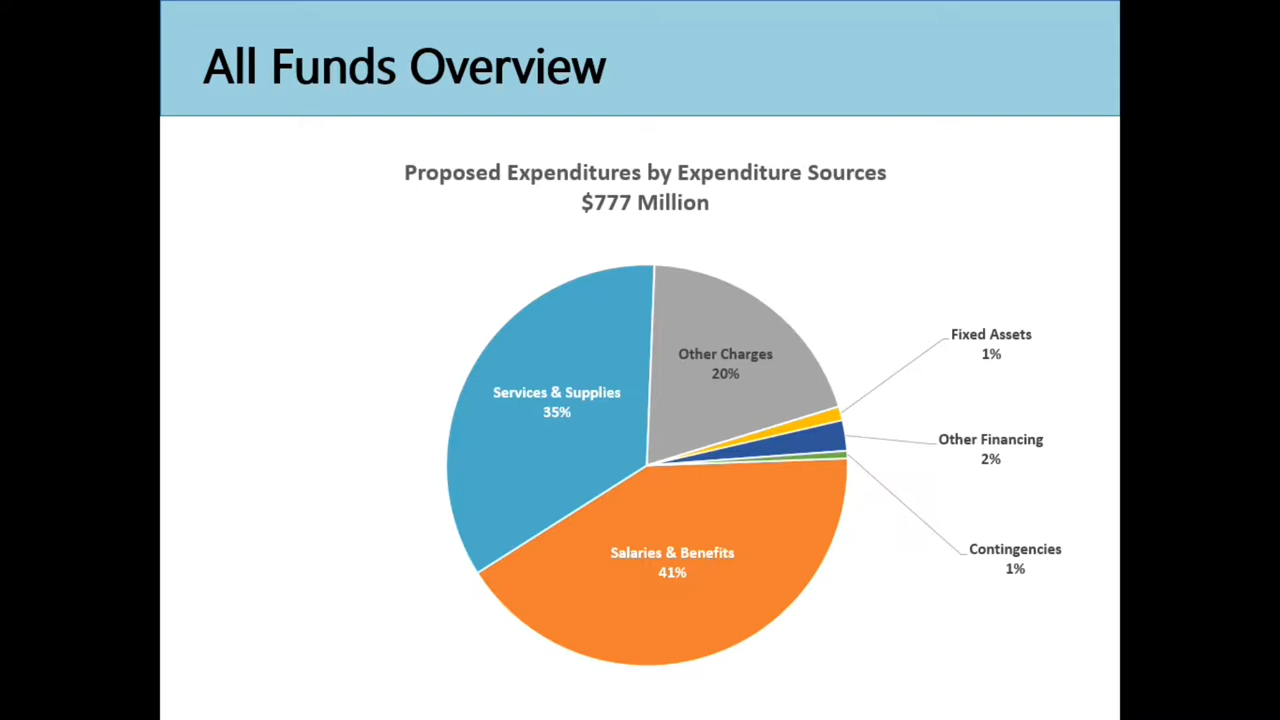 All Funds Overview
Proposed Expenditures by Expenditure Sources
$777 Million
Other Charges
20%
Fixed Assets
1%
Services & Supplies
35%
Other Financing
2%
Salaries & Benefits
41%
Contingencies
1%